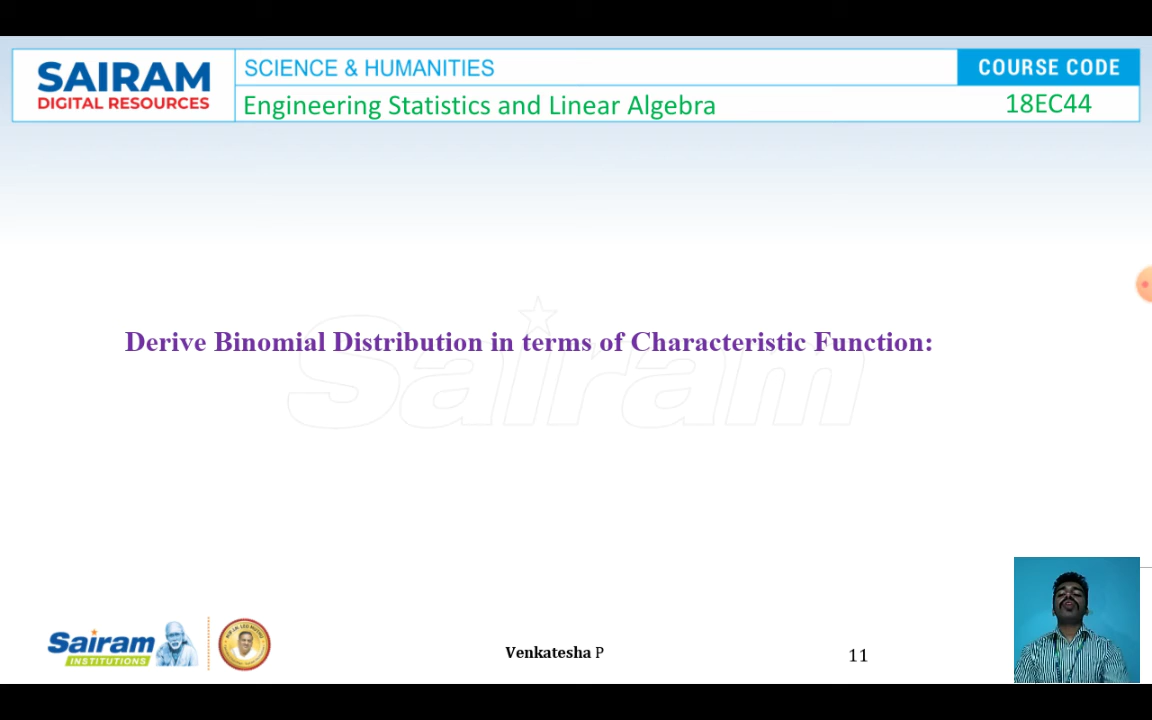 SAIRAM
DIGITAL RESOURCES
SCIENCE & HUMANITIES
Engineering Statistics and Linear Algebra
COURSE CODE
18EC44
Derive Binomial Distribution in terms of Characteristic Function:
Sairam
Sairam
INSTITUTIONS
Venkatesha P
11